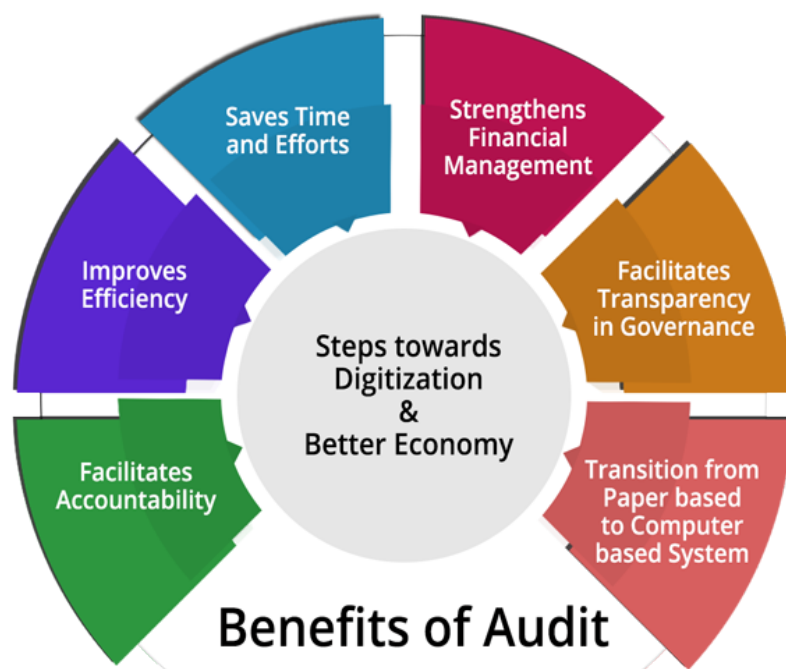 Saves Time
and Efforts
Strengthens
Financial
Management
Improves
Efficiency
Facilitates
Transparency
in Governance
Steps towards
Digitization
&
Better Economy
Facilitates
Accountability
Transition from
Paper based
to Computer
based System
Benefits of Audit